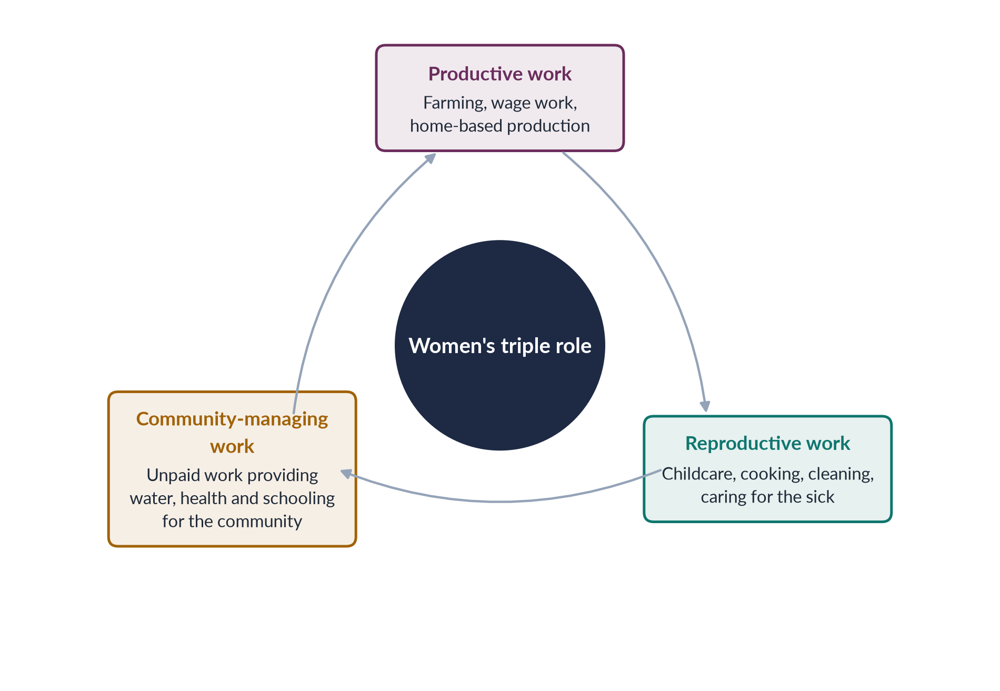 Productive work
Farming, wage work,
home-based production
Women's triple role
Community-managing
work
Unpaid work providing
water, health and schooling
for the community
Reproductive work
Childcare, cooking, cleaning,
caring for the sick